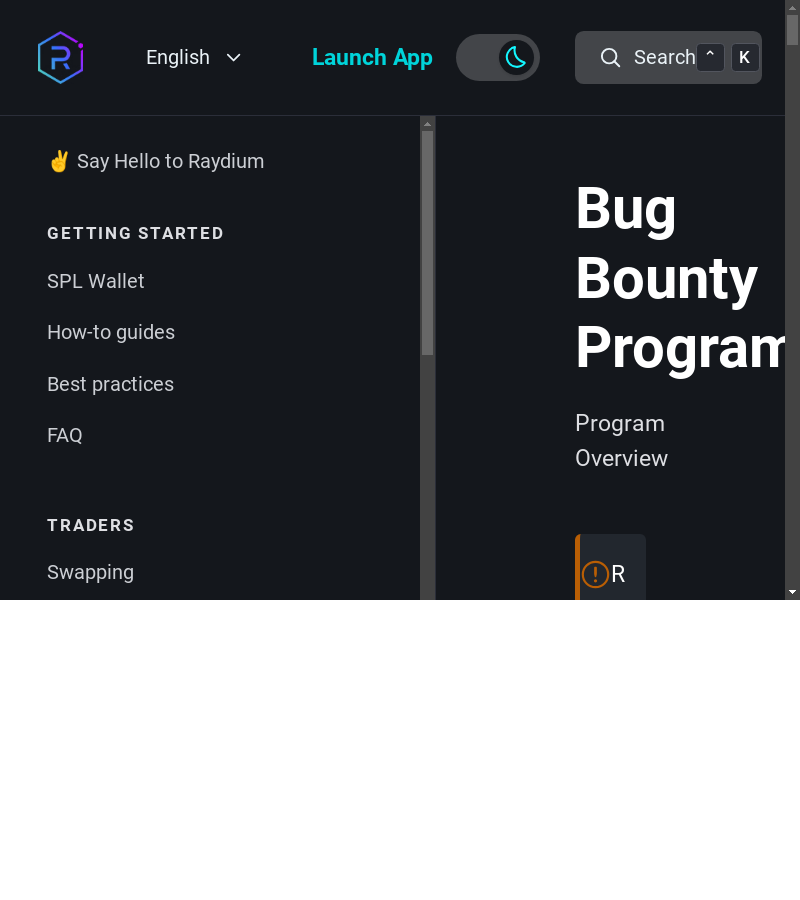 English
Launch App
Search
⌃
K
✌️ Say Hello to Raydium
GETTING STARTED
SPL Wallet
How-to guides
Best practices
FAQ
TRADERS
Swapping
Bug
Bounty
Program
Program
Overview
R